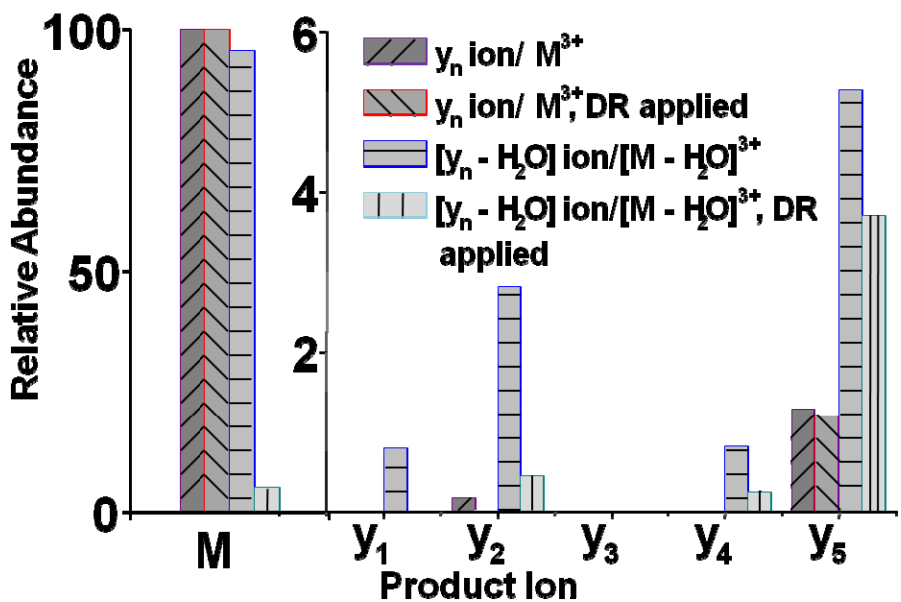 Relative Abundance
100
50
0
M
6
4
2
yₙ ion/ M³⁺
yₙ ion/ M³⁺, DR applied
[yₙ - H₂O] ion/[M - H₂O]³⁺
[yₙ - H₂O] ion/[M - H₂O]³⁺, DR
applied
y₁ y₂ y₃ y₄ y₅
Product Ion